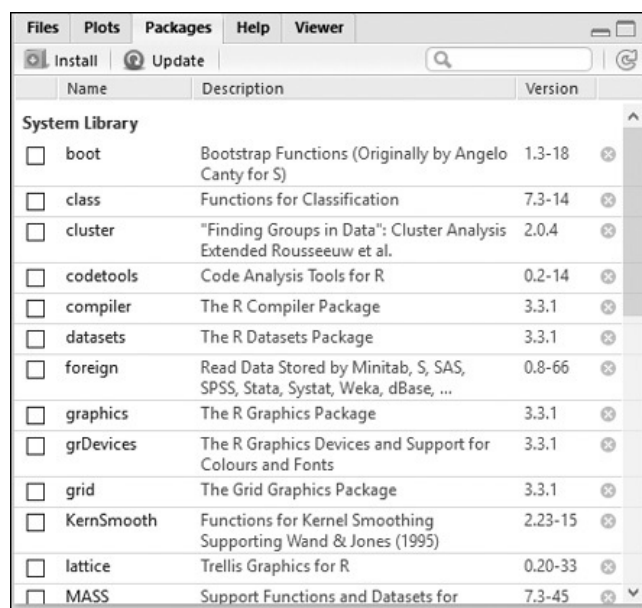 Files Plots Packages Help Viewer
Install Update
Name Description Version
System Library
boot Bootstrap Functions (Originally by Angelo 1.3-18
Canty for S)
class Functions for Classification 7.3-14
cluster "Finding Groups in Data": Cluster Analysis 2.0.4
Extended Rousseeuw et al.
codetools Code Analysis Tools for R 0.2-14
compiler The R Compiler Package 3.3.1
datasets The R Datasets Package 3.3.1
foreign Read Data Stored by Minitab, S, SAS, 0.8-66
SPSS, Stata, Systat, Weka, dBase, ...
graphics The R Graphics Package 3.3.1
grDevices The R Graphics Devices and Support for 3.3.1
Colours and Fonts
grid The Grid Graphics Package 3.3.1
KernSmooth Functions for Kernel Smoothing 2.23-15
Supporting Wand & Jones (1995)
lattice Trellis Graphics for R 0.20-33
MASS Support Functions and Datasets for 7.3-45